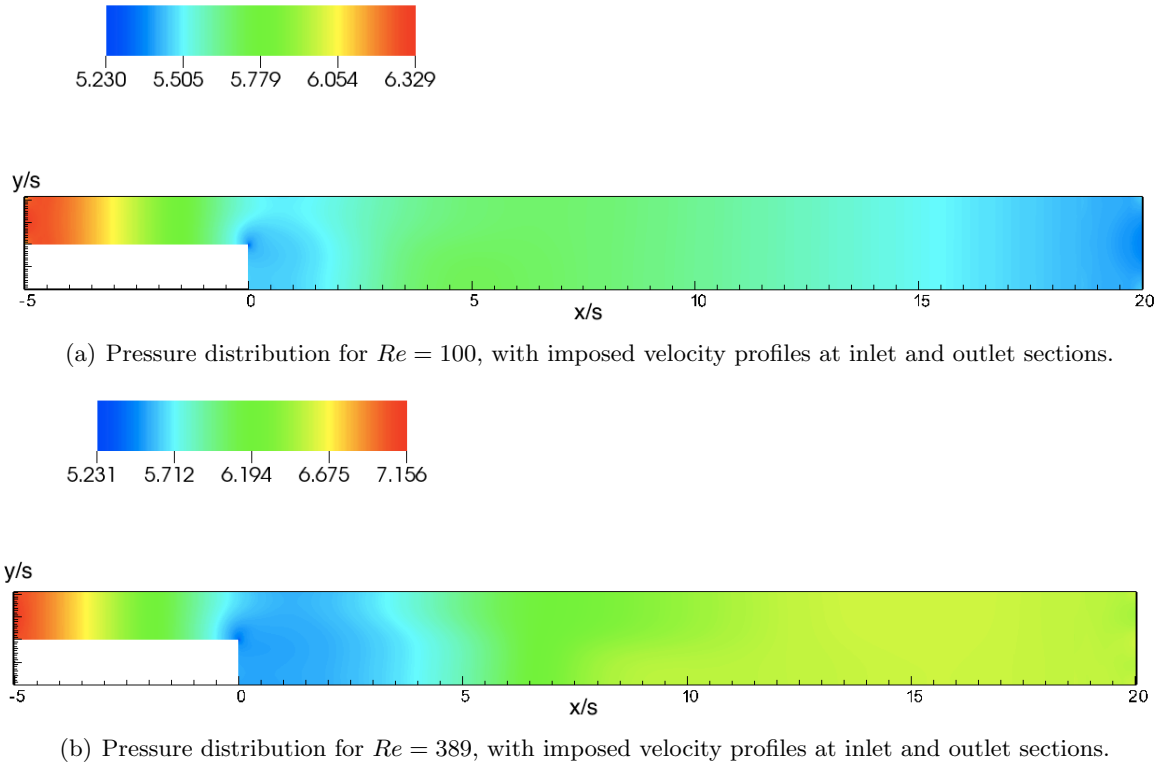 5.230 5.505 5.779 6.054 6.329
y/s
-5 0 5 10 15 20
x/s
(a) Pressure distribution for Re = 100, with imposed velocity profiles at inlet and outlet sections.
5.231 5.712 6.194 6.675 7.156
y/s
-5 0 5 10 15 20
x/s
(b) Pressure distribution for Re = 389, with imposed velocity profiles at inlet and outlet sections.